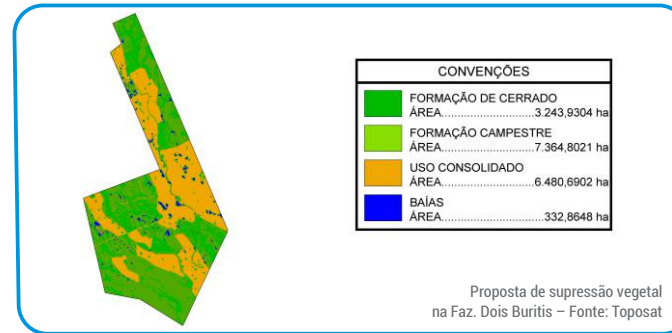 CONVENÇÕES
FORMAÇÃO DE CERRADO
ÁREA..............................3.243,9304 ha
FORMAÇÃO CAMPESTRE
ÁREA..............................7.364,8021 ha
USO CONSOLIDADO
ÁREA..............................6.480,6902 ha
BAÍAS
ÁREA.................................332,8648 ha
Proposta de supressão vegetal
na Faz. Dois Buritis – Fonte: Toposat